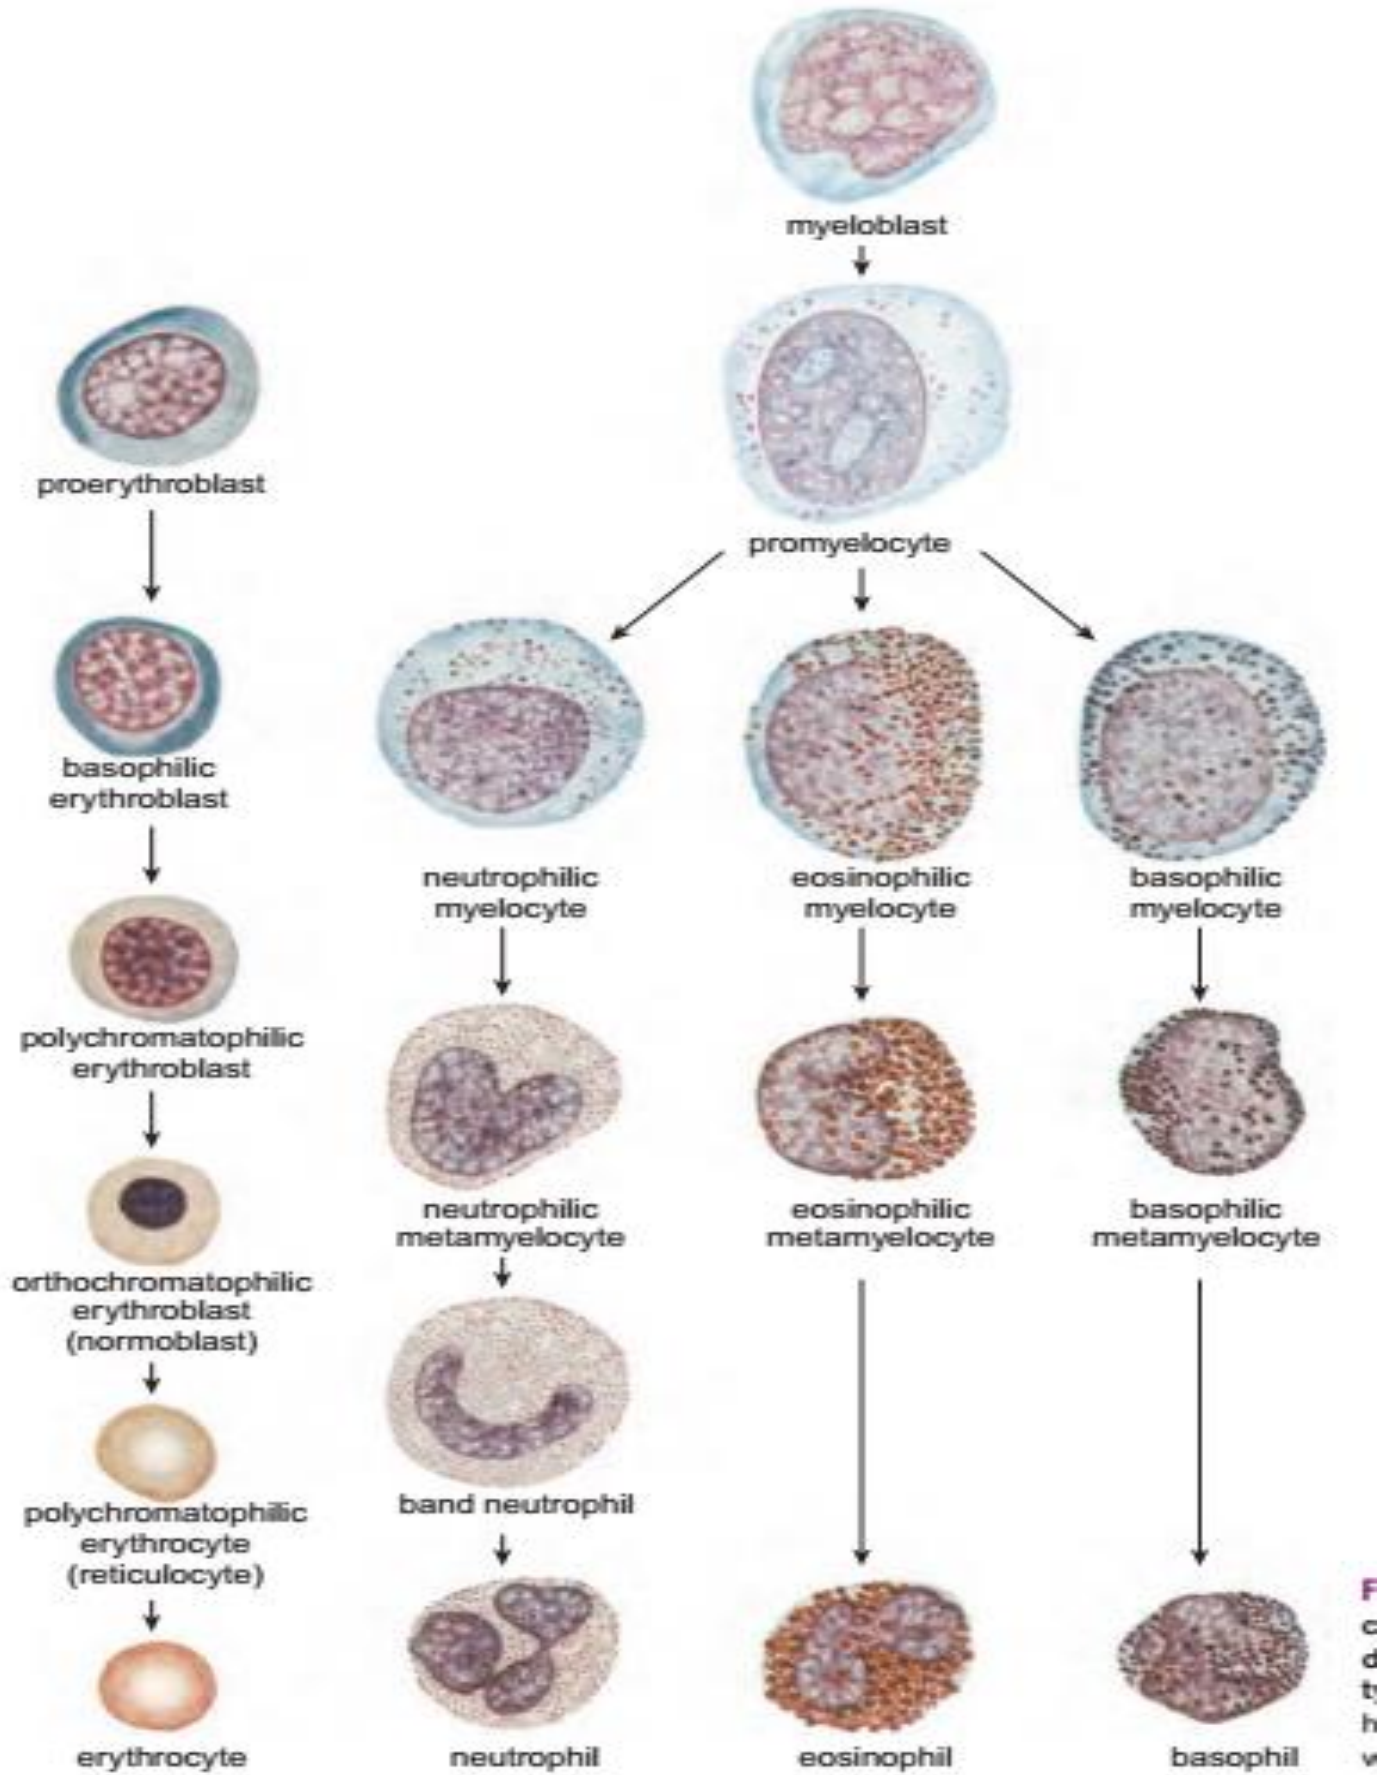 myeloblast
proerythroblast
promyelocyte
basophilic
erythroblast
neutrophilic
myelocyte
eosinophilic
myelocyte
basophilic
myelocyte
polychromatophilic
erythroblast
neutrophilic
metamyelocyte
eosinophilic
metamyelocyte
basophilic
metamyelocyte
orthochromatophilic
erythroblast
(normoblast)
band neutrophil
polychromatophilic
erythrocyte
(reticulocyte)
erythrocyte
neutrophil
eosinophil
basophil